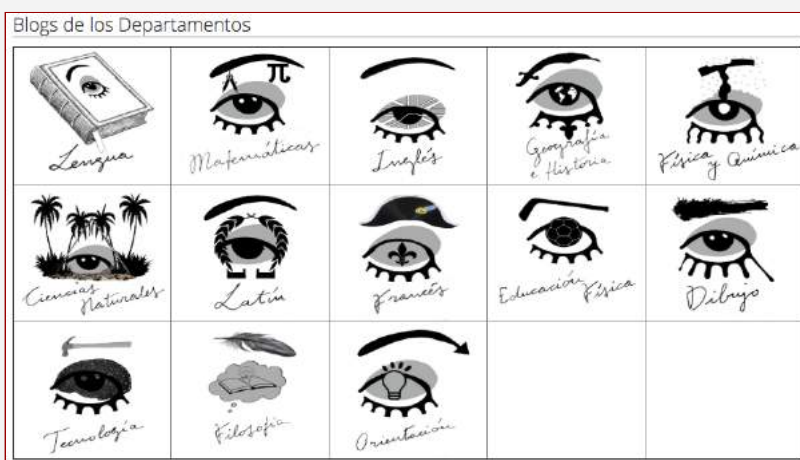 Blogs de los Departamentos
Lengua
Matemáticas
π
Inglés
Geografía
e Historia
Física
y Química
Ciencias
Naturales
Latín
Francés
Educación
Física
Dibujo
Tecnología
Filosofía
Orientación